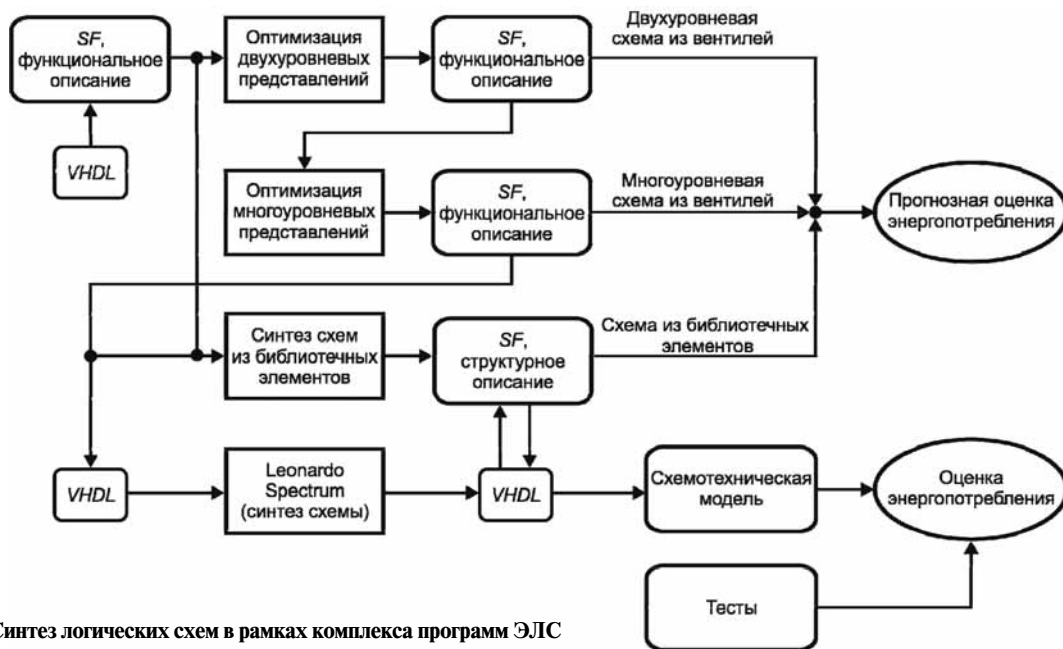 SF,
функциональное
описание
Оптимизация
двухуровневых
представлений
SF,
функциональное
описание
Двухуровневая
схема из вентилей
VHDL
Оптимизация
многоуровневых
представлений
SF,
функциональное
описание
Многоуровневая
схема из вентилей
Прогнозная оценка
энергопотребления
Синтез схем
из библиотечных
элементов
SF,
структурное
описание
Схема из библиотечных
элементов
VHDL
Leonardo
Spectrum
(синтез схемы)
VHDL
Схемотехническая
модель
Оценка
энергопотребления
Тесты
Синтез логических схем в рамках комплекса программ ЭЛС